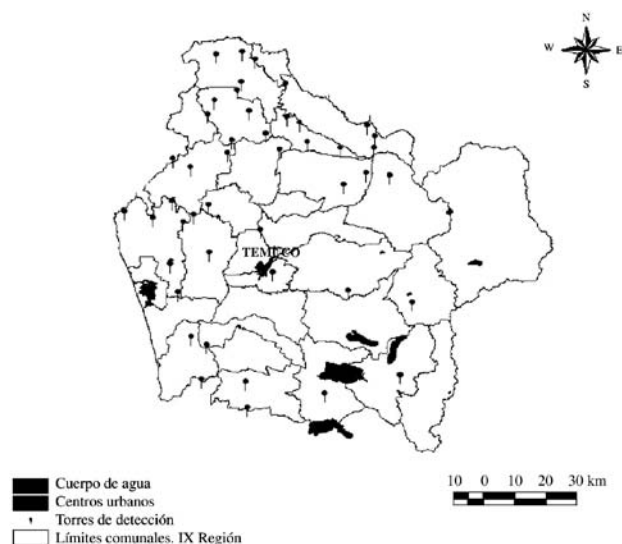 N
W E
S
TEMUCO
Cuerpo de agua
Centros urbanos
Torres de detección
Límites comunales. IX Región
10 0 10 20 30 km